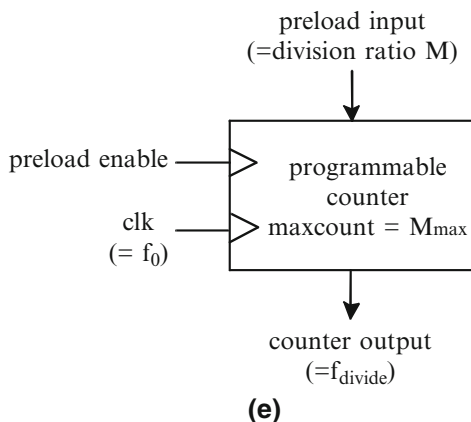 preload input
(=division ratio M)
preload enable
programmable
counter
maxcount = Mmax
clk
(= f0)
counter output
(=fdivide)
(e)